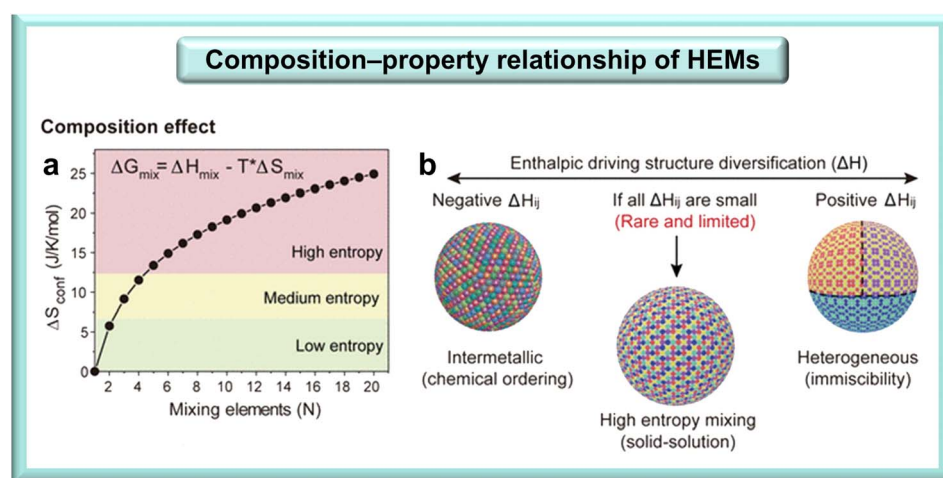 Composition–property relationship of HEMs
Composition effect
a
ΔGmix= ΔHmix - T*ΔSmix
25
20
15
10
5
0
ΔSconf (J/K/mol)
High entropy
Medium entropy
Low entropy
2 4 6 8 10 12 14 16 18 20
Mixing elements (N)
b
Enthalpic driving structure diversification (ΔH)
Negative ΔHij
If all ΔHij are small
(Rare and limited)
Positive ΔHij
Intermetallic
(chemical ordering)
High entropy mixing
(solid-solution)
Heterogeneous
(immiscibility)